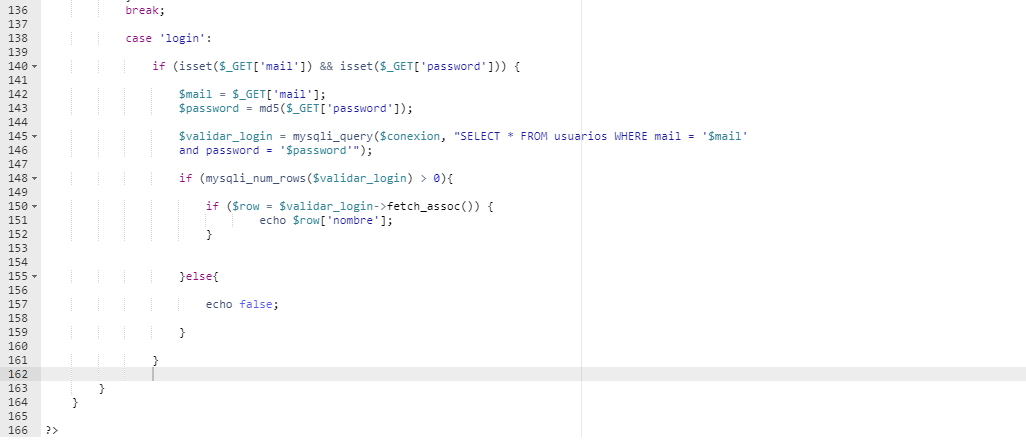 136 break;
137
138 case 'login':
139
140 if (isset($_GET['mail']) && isset($_GET['password'])) {
141
142 $mail = $_GET['mail'];
143 $password = md5($_GET['password']);
144
145 $validar_login = mysqli_query($conexion, "SELECT * FROM usuarios WHERE mail = '$mail'
146 and password = '$password'");
147
148 if (mysqli_num_rows($validar_login) > 0){
149
150 if ($row = $validar_login->fetch_assoc()) {
151 echo $row['nombre'];
152 }
153
154
155 }else{
156
157 echo false;
158
159 }
160
161 }
162
163 }
164 }
165
166 ?>